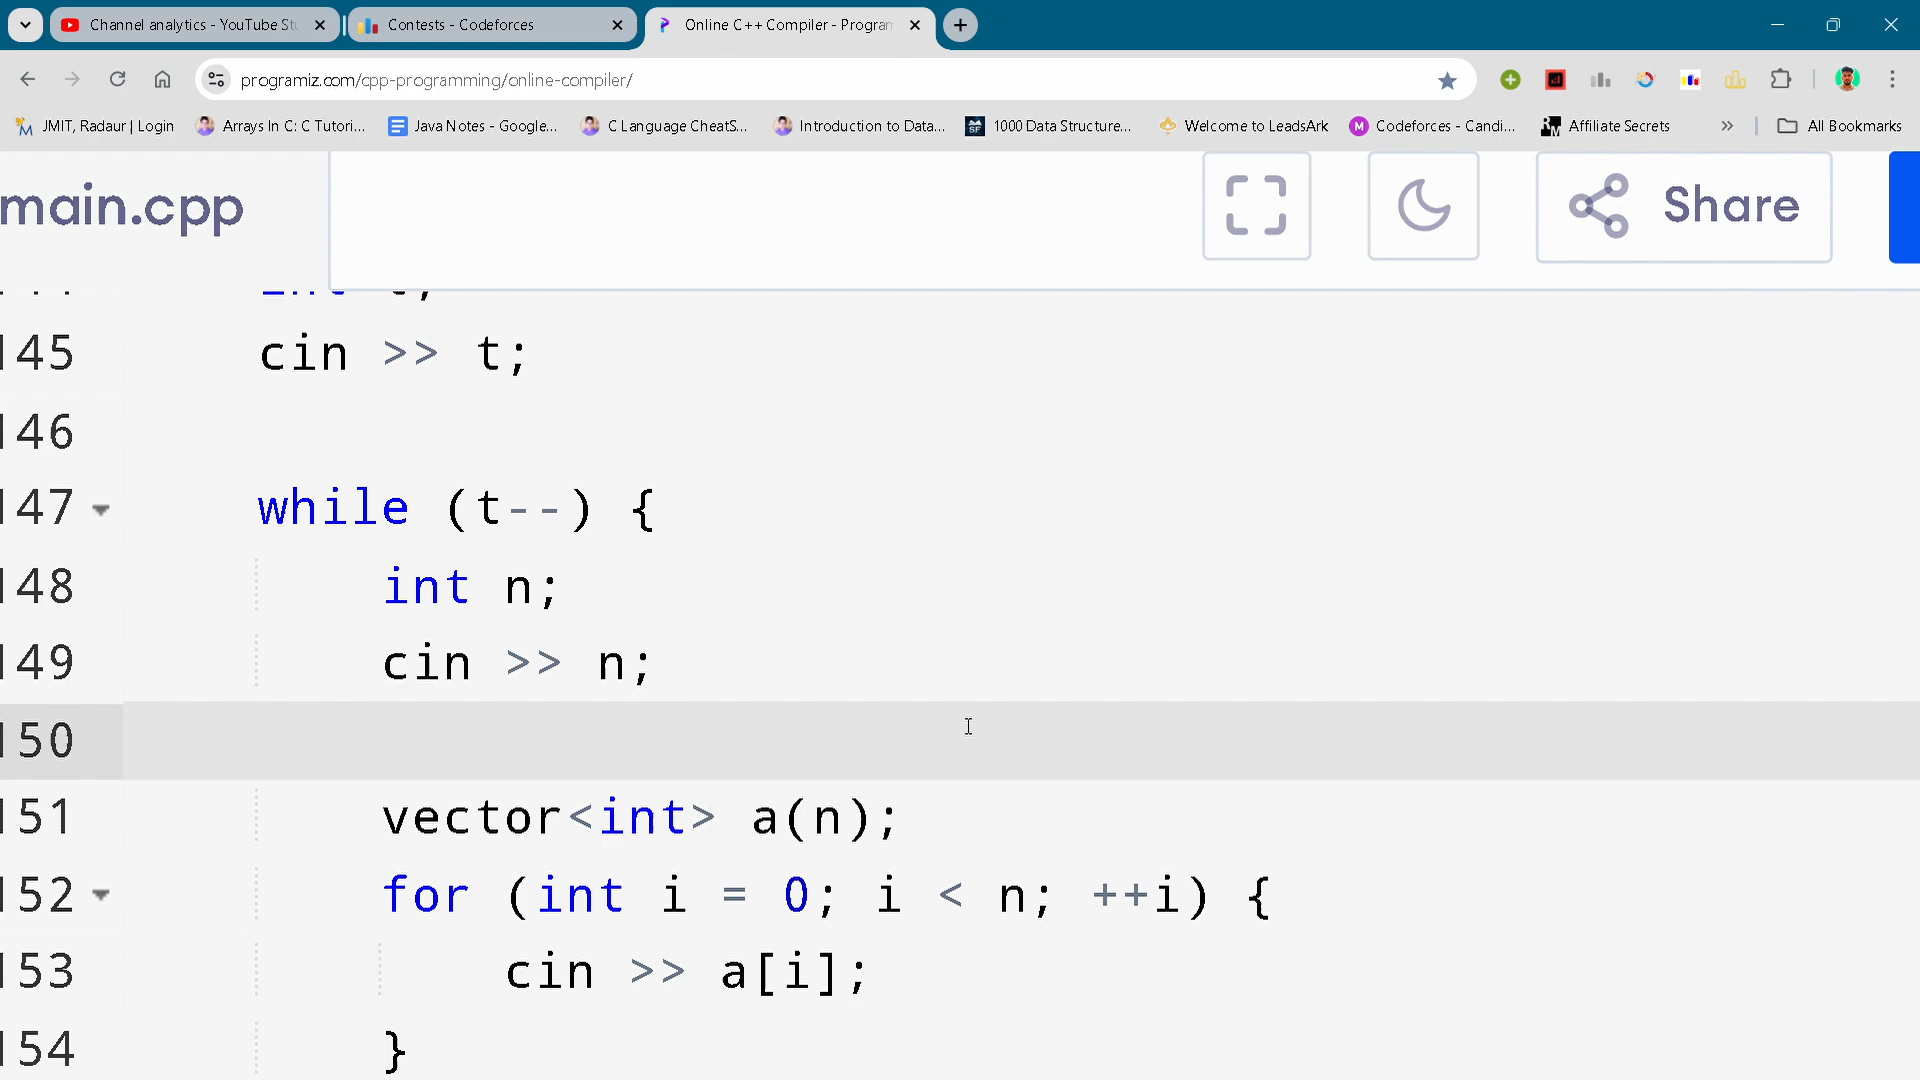 Channel analytics - YouTube Stu
Contests - Codeforces
Online C++ Compiler - Program
programiz.com/cpp-programming/online-compiler/
JMIT, Radaur | Login
Arrays In C: C Tutori...
Java Notes - Google...
C Language CheatS...
Introduction to Data...
1000 Data Structure...
Welcome to LeadsArk
Codeforces - Candi...
Affiliate Secrets
All Bookmarks
main.cpp
Share
int t;
145 cin >> t;
146
147 while (t--) {
148 int n;
149 cin >> n;
150
151 vector<int> a(n);
152 for (int i = 0; i < n; ++i) {
153 cin >> a[i];
154 }